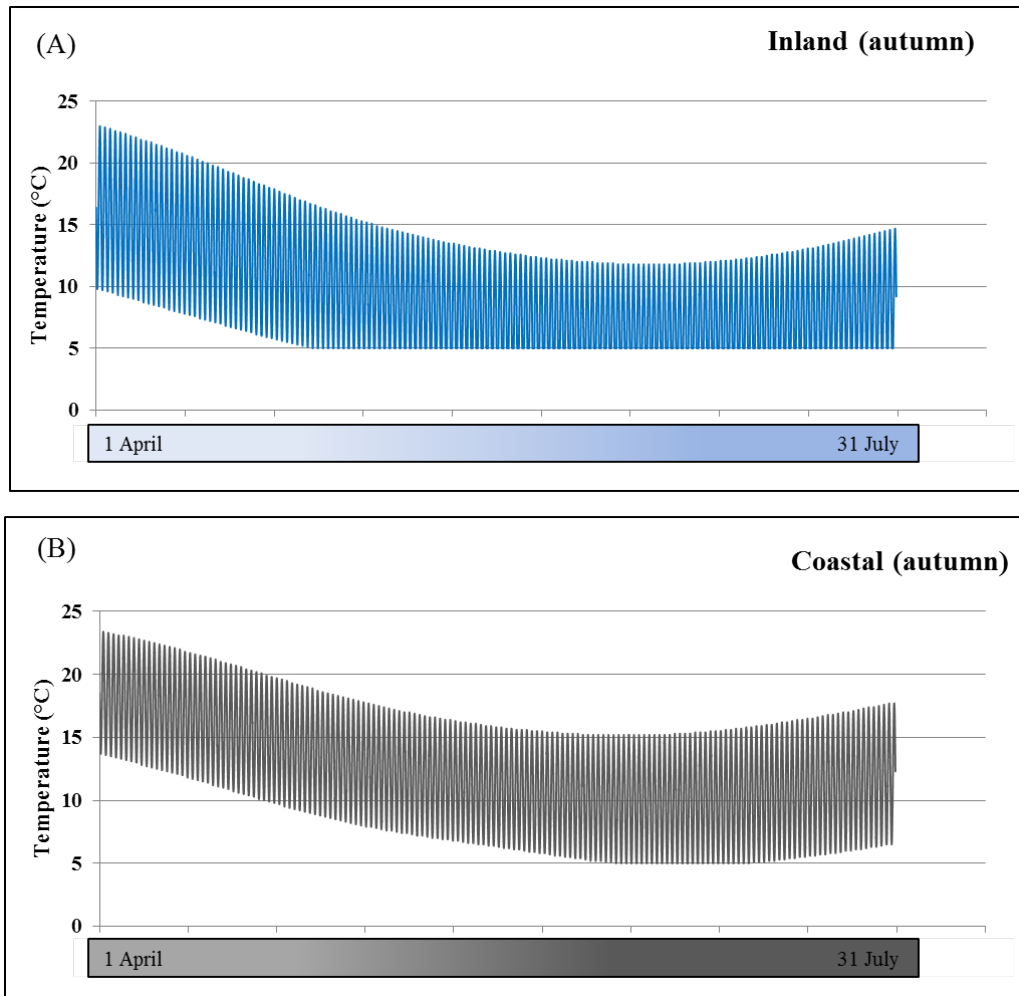 (A)
Inland (autumn)
Temperature (°C)
25
20
15
10
5
0
1 April
31 July
(B)
Coastal (autumn)
Temperature (°C)
25
20
15
10
5
0
1 April
31 July